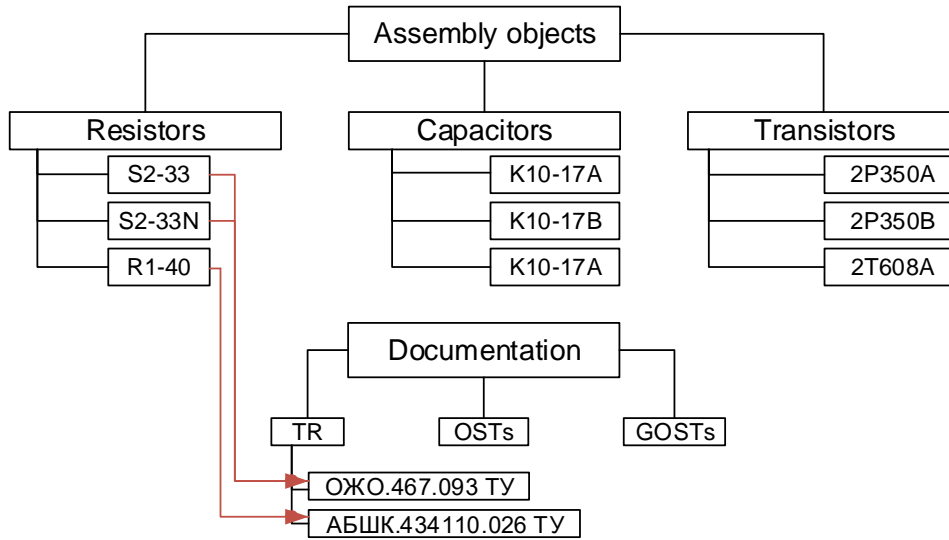 Assembly objects
Resistors
S2-33
S2-33N
R1-40
Capacitors
K10-17A
K10-17B
K10-17A
Transistors
2P350A
2P350B
2T608A
Documentation
TR
OSTs
GOSTs
ОЖО.467.093 ТУ
АБШК.434110.026 ТУ